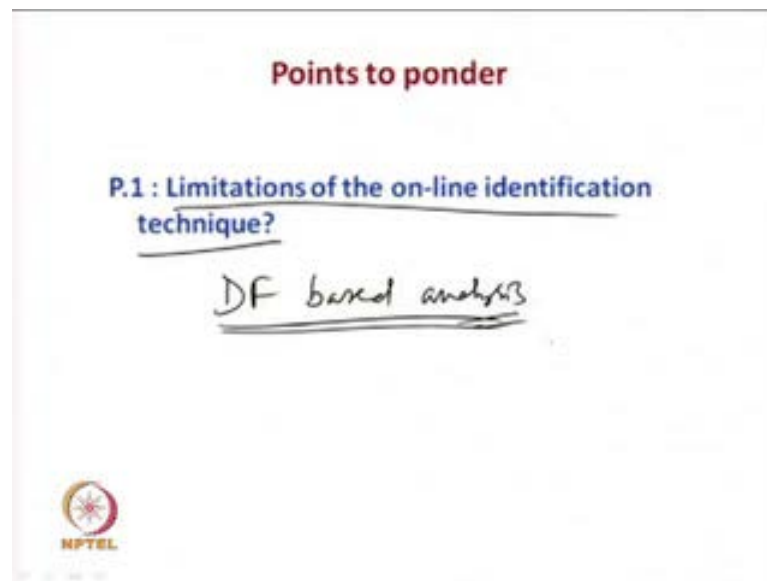 Points to ponder
P.1 : Limitations of the on-line identification
technique?
DF based analysis
NPTEL